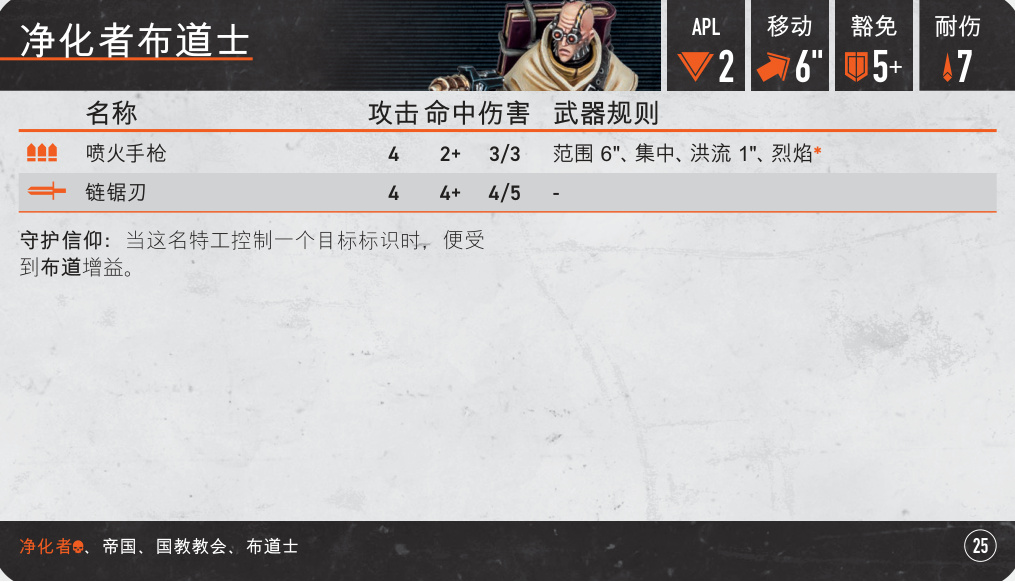 净化者布道士
APL 移动 豁免 耐伤
2 6" 5+ 7
名称 攻击 命中 伤害 武器规则
喷火手枪 4 2+ 3/3 范围 6"、集中、洪流 1"、烈焰*
链锯刃 4 4+ 4/5 -
守护信仰：当这名特工控制一个目标标识时，便受
到布道增益。
净化者、帝国、国教教会、布道士
25